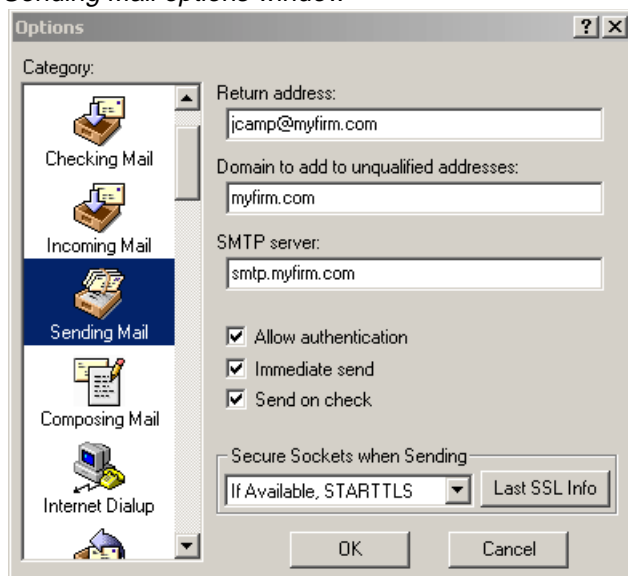 Sending Mail options window
Options
Category:
Checking Mail
Incoming Mail
Sending Mail
Composing Mail
Internet Dialup
Return address:
jcamp@myfirm.com
Domain to add to unqualified addresses:
myfirm.com
SMTP server:
smtp.myfirm.com
Allow authentication
Immediate send
Send on check
Secure Sockets when Sending
If Available, STARTTLS
Last SSL Info
OK
Cancel